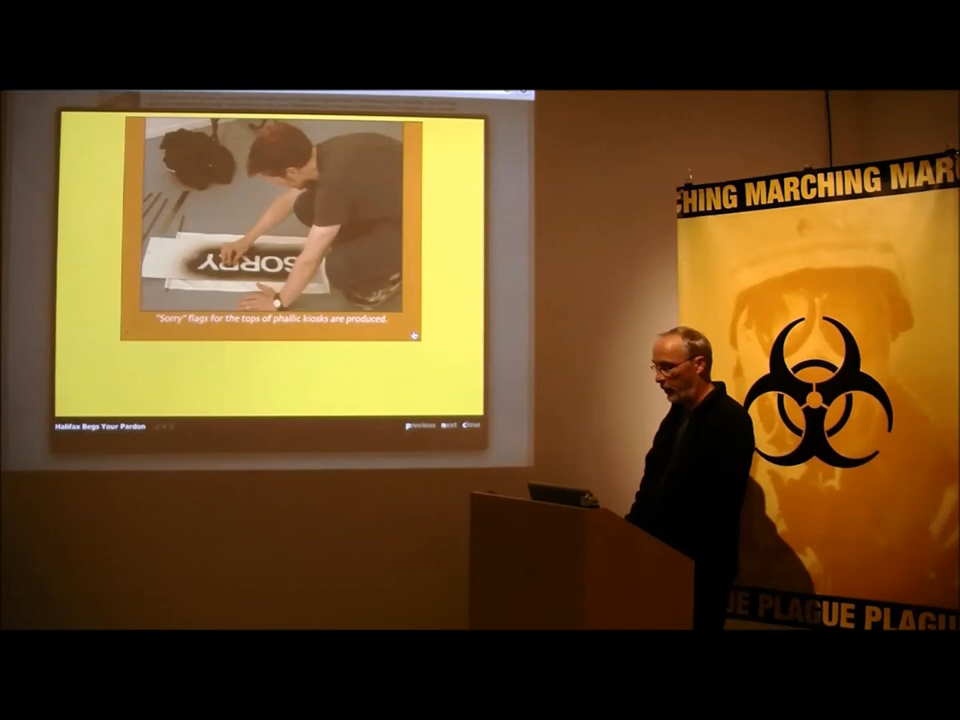 SORRY
"Sorry" flags for the tops of phallic kiosks are produced.
Halifax Begs Your Pardon
previous next close
CHING MARCHING MAR
UE PLAGUE PLAGU